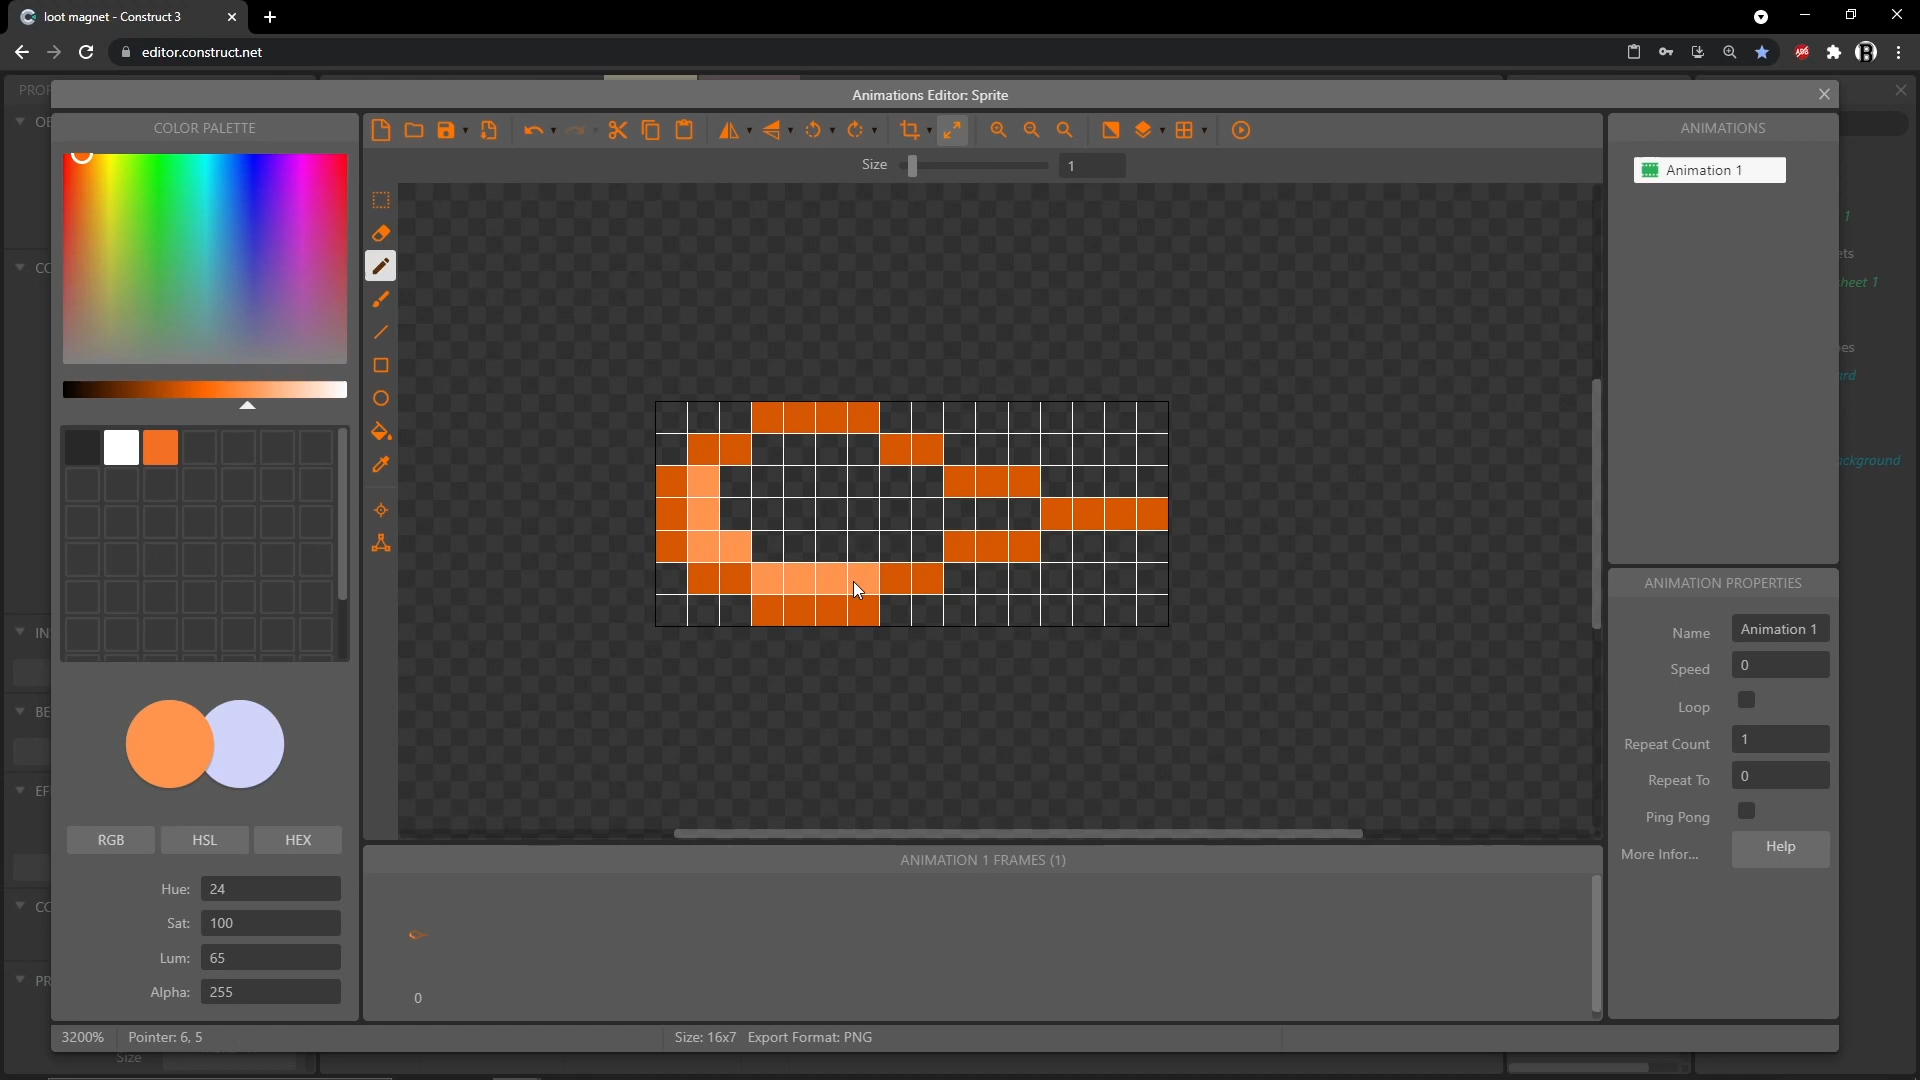 loot magnet - Construct 3
editor.construct.net
PROP
Animations Editor: Sprite
COLOR PALETTE
Size 1
ANIMATIONS
Animation 1
ANIMATION PROPERTIES
Name Animation 1
Speed 0
Loop
Repeat Count 1
Repeat To 0
Ping Pong
More Infor... Help
RGB HSL HEX
Hue: 24
Sat: 100
Lum: 65
Alpha: 255
ANIMATION 1 FRAMES (1)
0
3200% Pointer: 6, 5 Size: 16x7 Export Format: PNG
Size